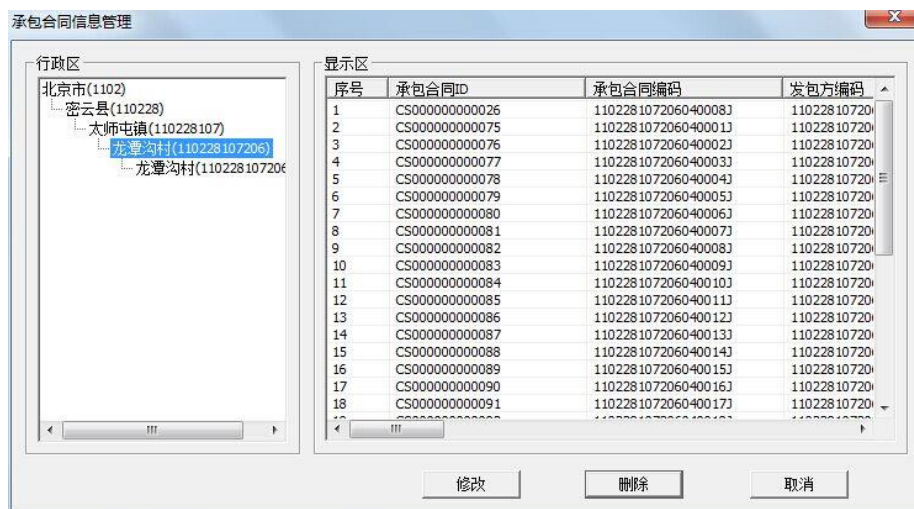 承包合同信息管理
行政区
北京市(1102)
密云县(110228)
太师屯镇(110228107)
龙潭沟村(110228107206)
龙潭沟村(110228107206
显示区
序号 承包合同ID 承包合同编码 发包方编码
1 CS000000000026 110228107206040008J 11022810720
2 CS000000000075 110228107206040001J 11022810720
3 CS000000000076 110228107206040002J 11022810720
4 CS000000000077 110228107206040003J 11022810720
5 CS000000000078 110228107206040004J 11022810720
6 CS000000000079 110228107206040005J 11022810720
7 CS000000000080 110228107206040006J 11022810720
8 CS000000000081 110228107206040007J 11022810720
9 CS000000000082 110228107206040008J 11022810720
10 CS000000000083 110228107206040009J 11022810720
11 CS000000000084 110228107206040010J 11022810720
12 CS000000000085 110228107206040011J 11022810720
13 CS000000000086 110228107206040012J 11022810720
14 CS000000000087 110228107206040013J 11022810720
15 CS000000000088 110228107206040014J 11022810720
16 CS000000000089 110228107206040015J 11022810720
17 CS000000000090 110228107206040016J 11022810720
18 CS000000000091 110228107206040017J 11022810720
修改 删除 取消